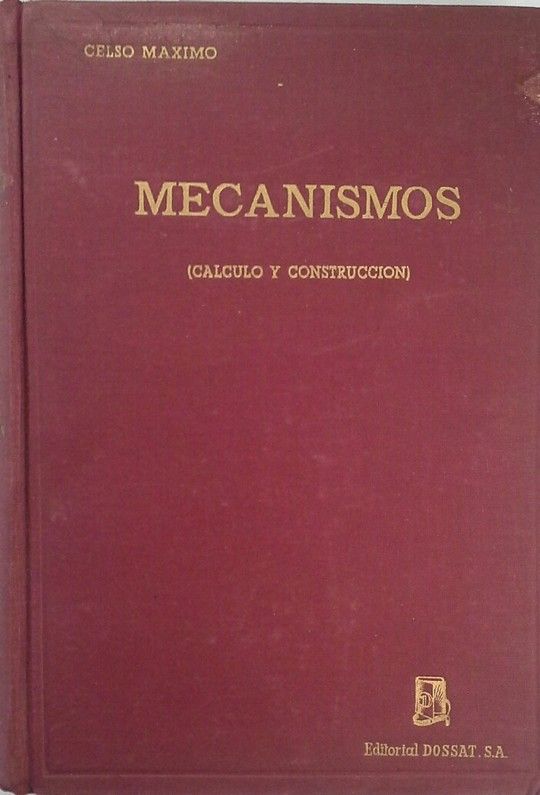 CELSO MAXIMO
MECANISMOS
(CALCULO Y CONSTRUCCION)
Editorial DOSSAT. S.A.